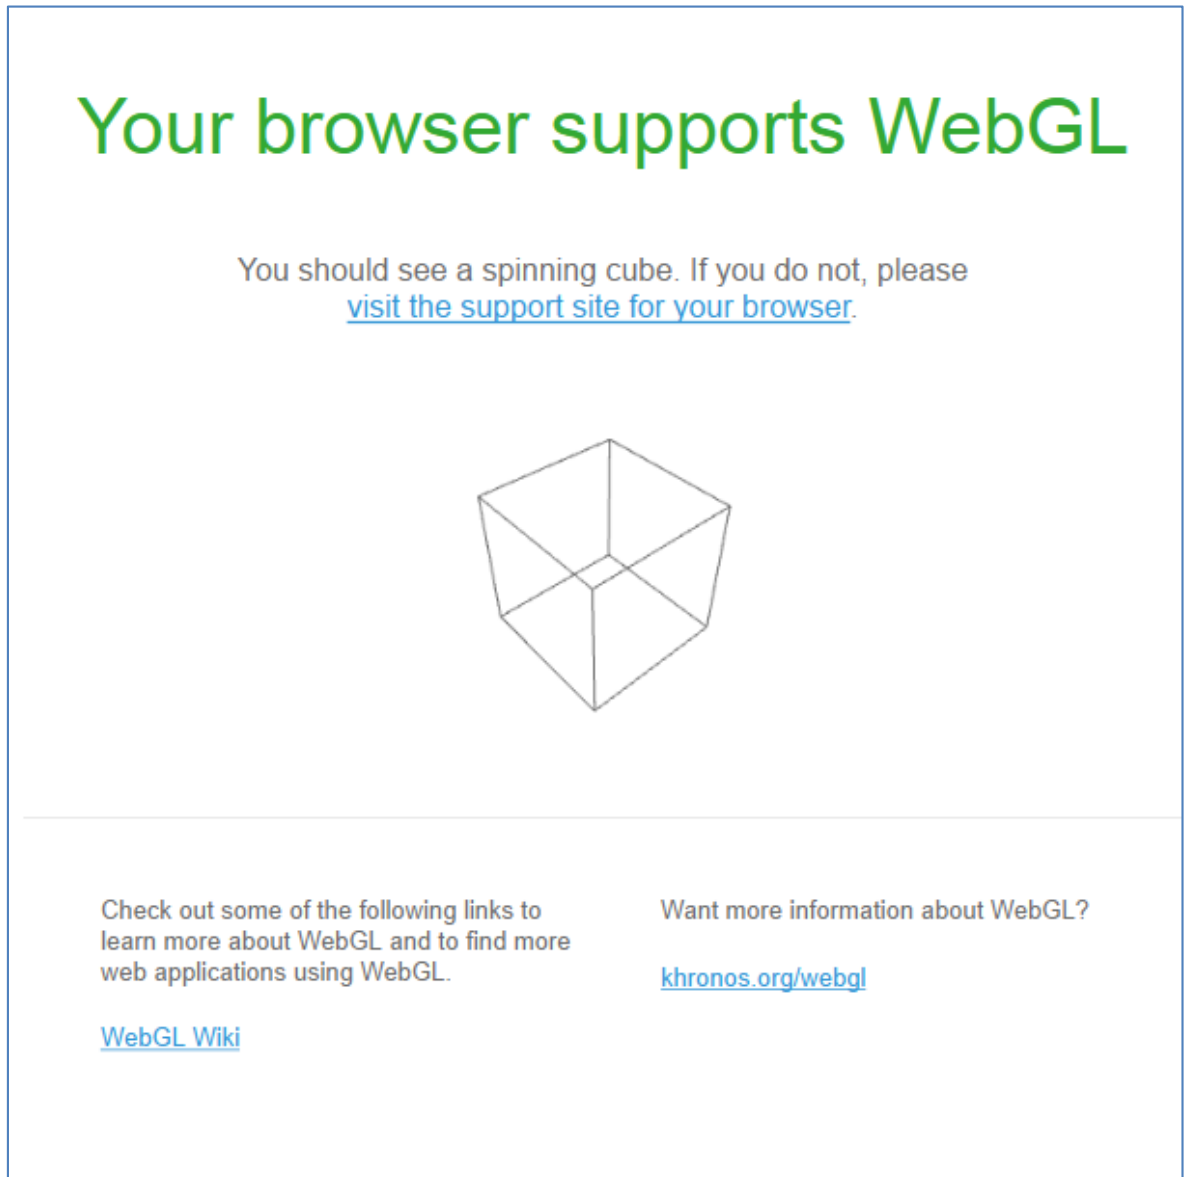 Your browser supports WebGL
You should see a spinning cube. If you do not, please
visit the support site for your browser.
Check out some of the following links to
learn more about WebGL and to find more
web applications using WebGL.
WebGL Wiki
Want more information about WebGL?
khronos.org/webgl